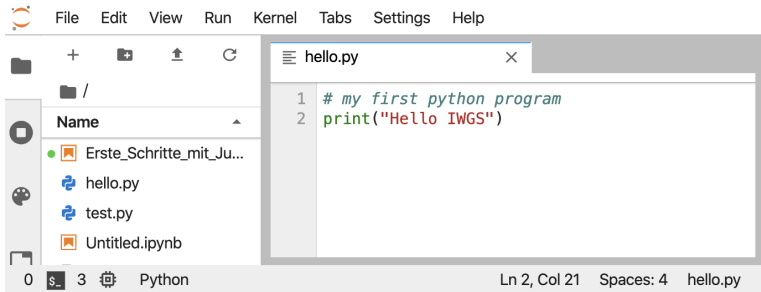 File Edit View Run Kernel Tabs Settings Help
hello.py
/
Name
Erste_Schritte_mit_Ju...
hello.py
test.py
Untitled.ipynb
1 # my first python program
2 print("Hello IWGS")
0 $_ 3 Python Ln 2, Col 21 Spaces: 4 hello.py